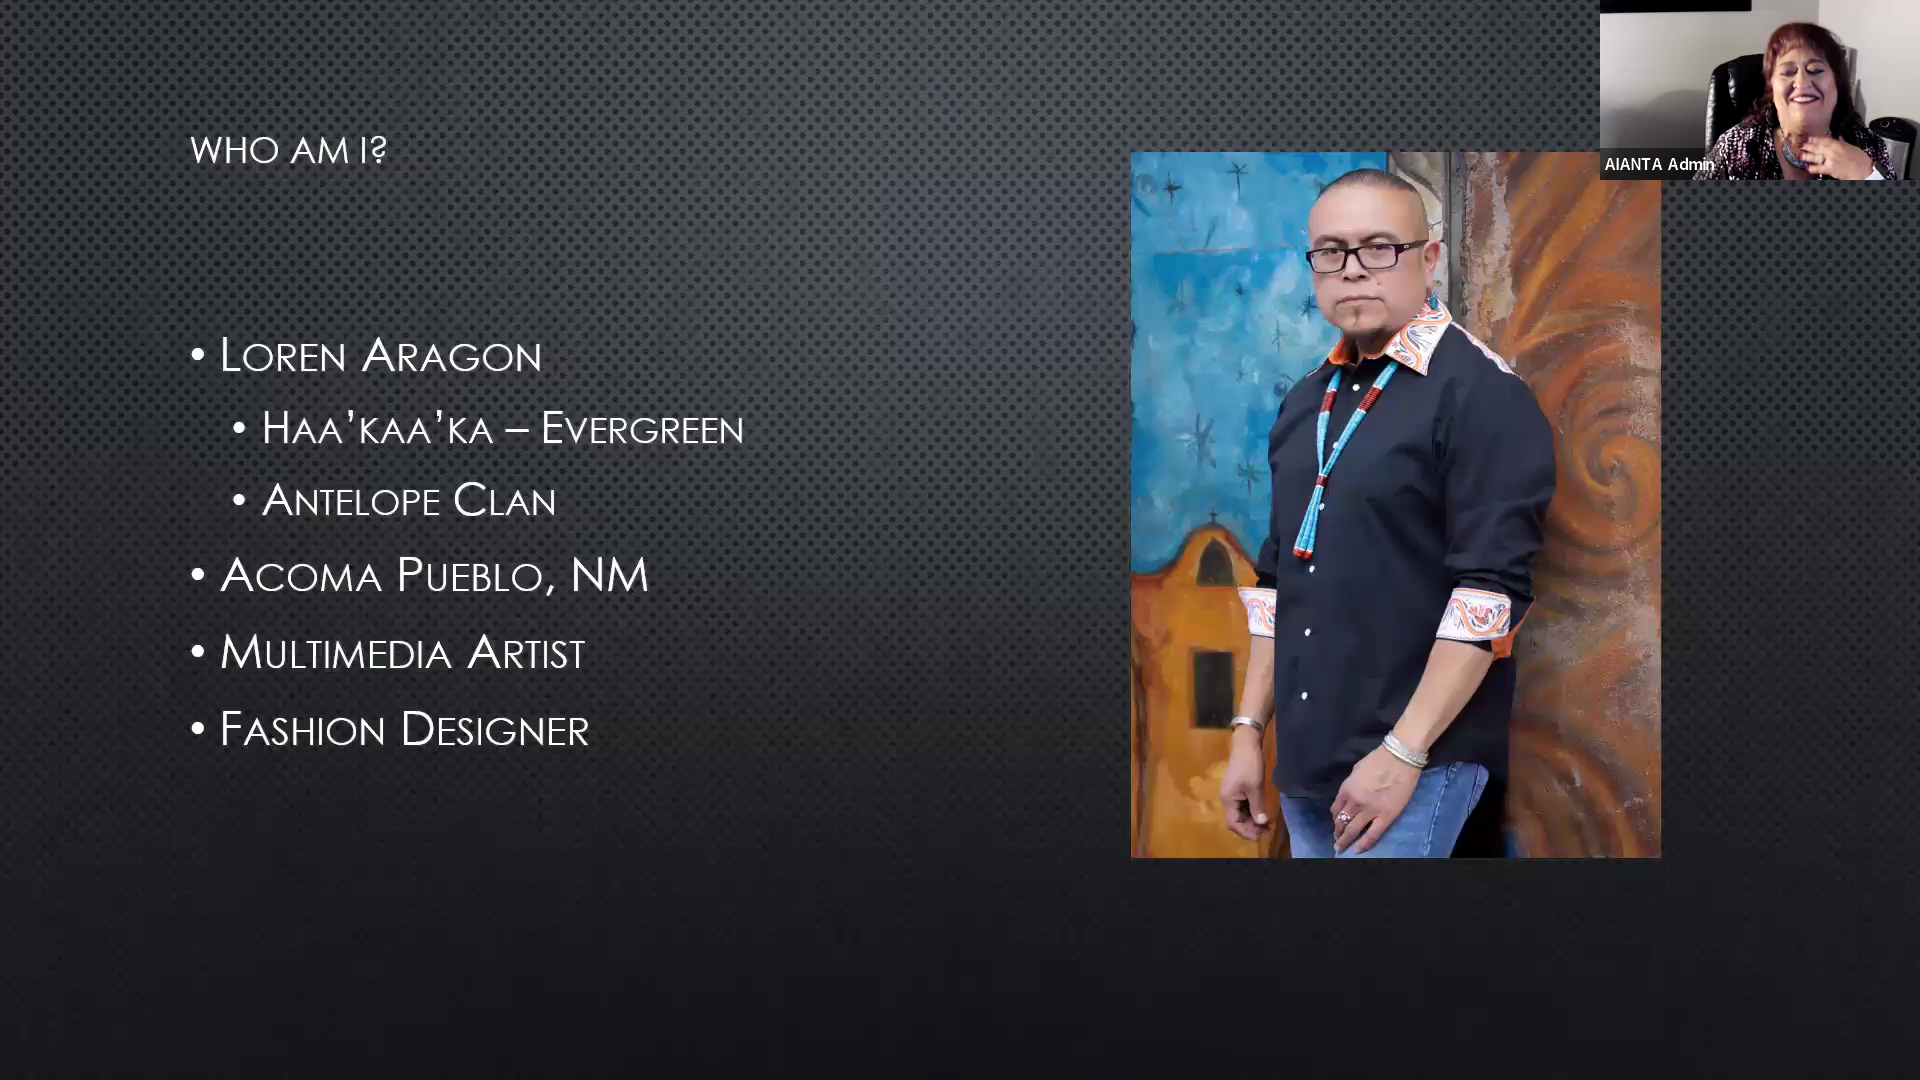 WHO AM I?
LOREN ARAGON
HAA’KAA’KA – EVERGREEN
ANTELOPE CLAN
ACOMA PUEBLO, NM
MULTIMEDIA ARTIST
FASHION DESIGNER
AIANTA Admin